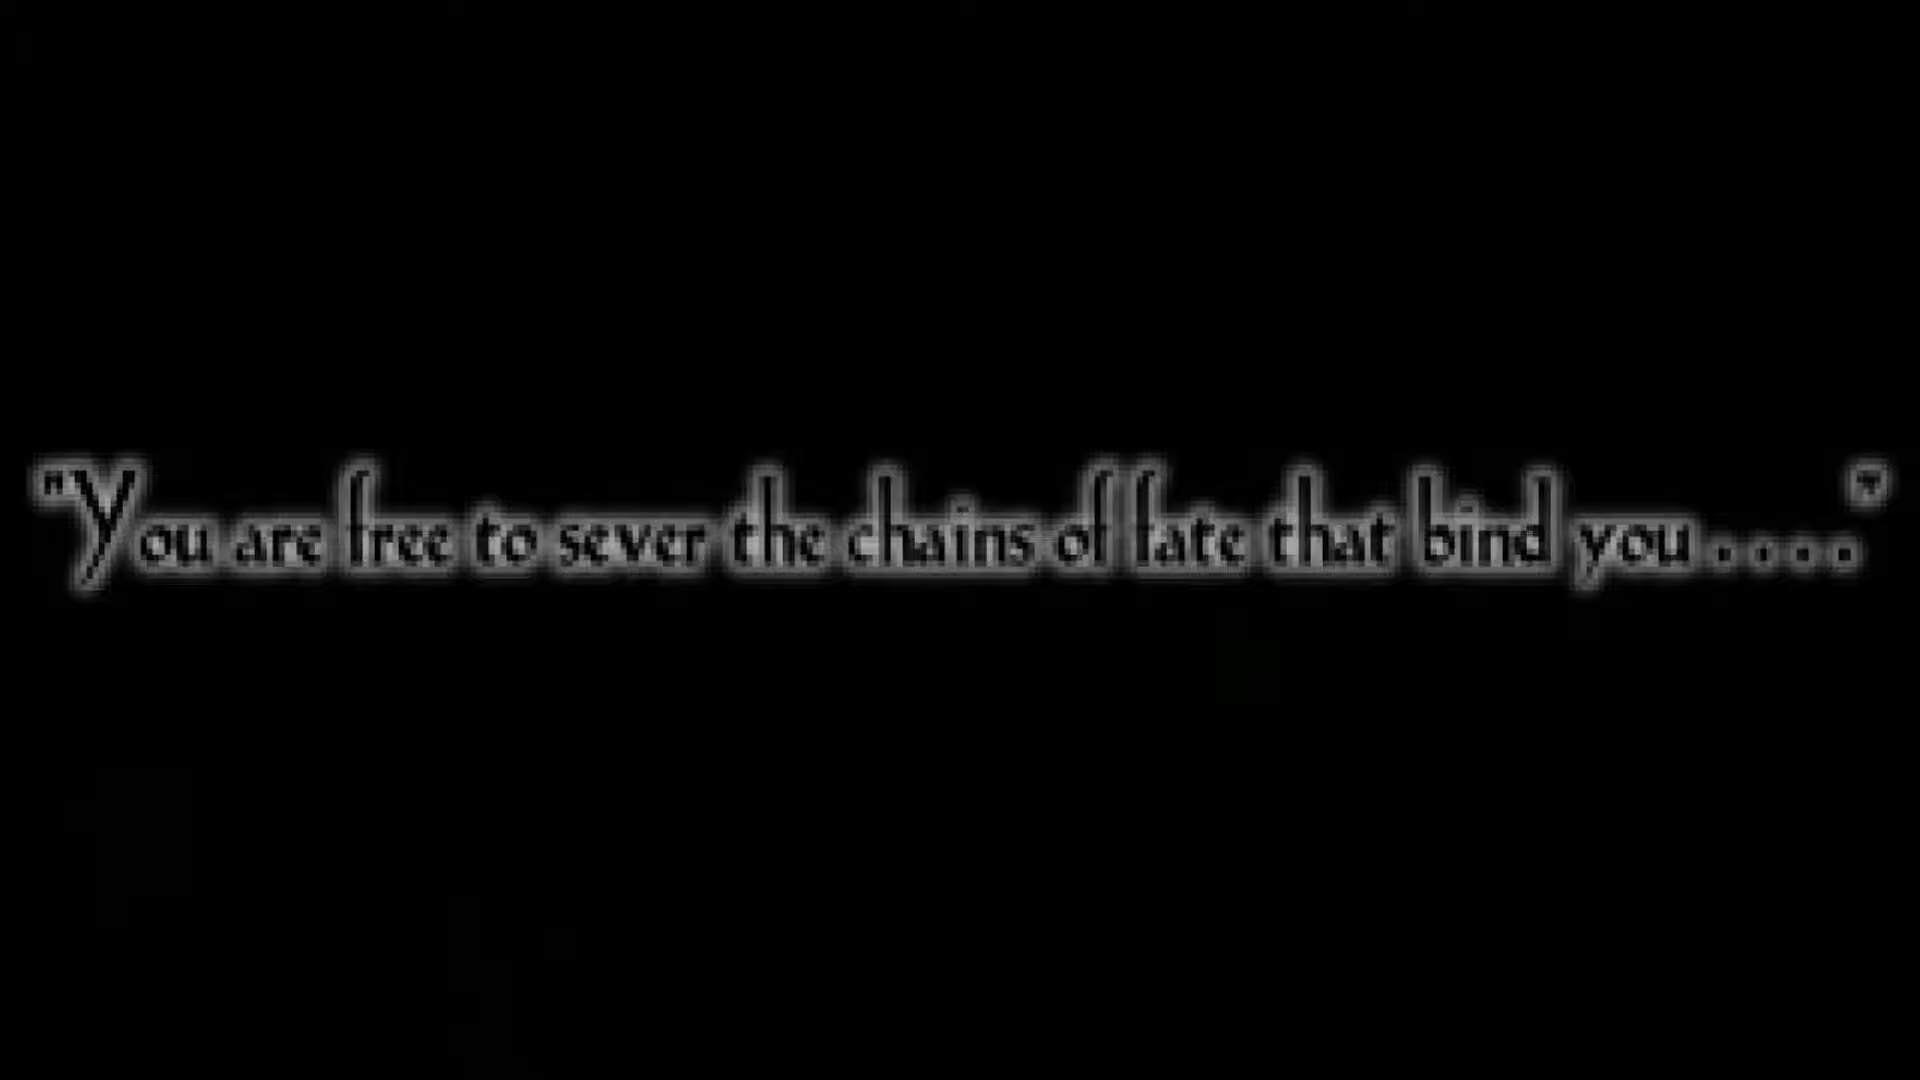 "You are free to sever the chains of fate that bind you...."